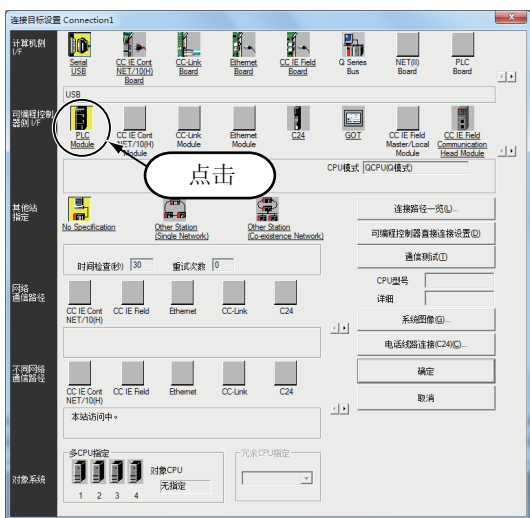 连接目标设置 Connection1
计算机侧
I/F
Serial
USB
CC IE Cont
NET/10(H)
Board
CC-Link
Board
Ethernet
Board
CC IE Field
Board
Q Series
Bus
NET(II)
Board
PLC
Board
USB
可编程控制
器侧 I/F
PLC
Module
CC IE Cont
NET/10(H)
Module
CC-Link
Module
Ethernet
Module
C24
GOT
CC IE Field
Master/Local
Module
CC IE Field
Communication
Head Module
点击
CPU模式 QCPU(Q模式)
其他站
指定
No Specification
Other Station
(Single Network)
Other Station
(Co-existence Network)
连接路径一览(L)...
可编程控制器直接连接设置(D)
时间检查(秒) 30 重试次数 0
通信测试(T)
CPU型号
详细
网络
通信路径
CC IE Cont
NET/10(H)
CC IE Field
Ethernet
CC-Link
C24
系统图像(G)...
电话线路连接(C24)(C)...
不同网络
通信路径
CC IE Cont
NET/10(H)
CC IE Field
Ethernet
CC-Link
C24
确定
取消
本站访问中。
对象系统
多CPU指定
1 2 3 4
对象CPU
无指定
冗余CPU指定